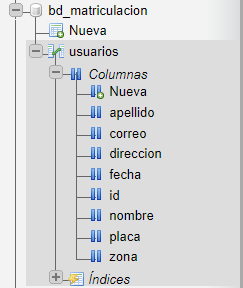 bd_matriculacion
Nueva
usuarios
Columnas
Nueva
apellido
correo
direccion
fecha
id
nombre
placa
zona
Índices